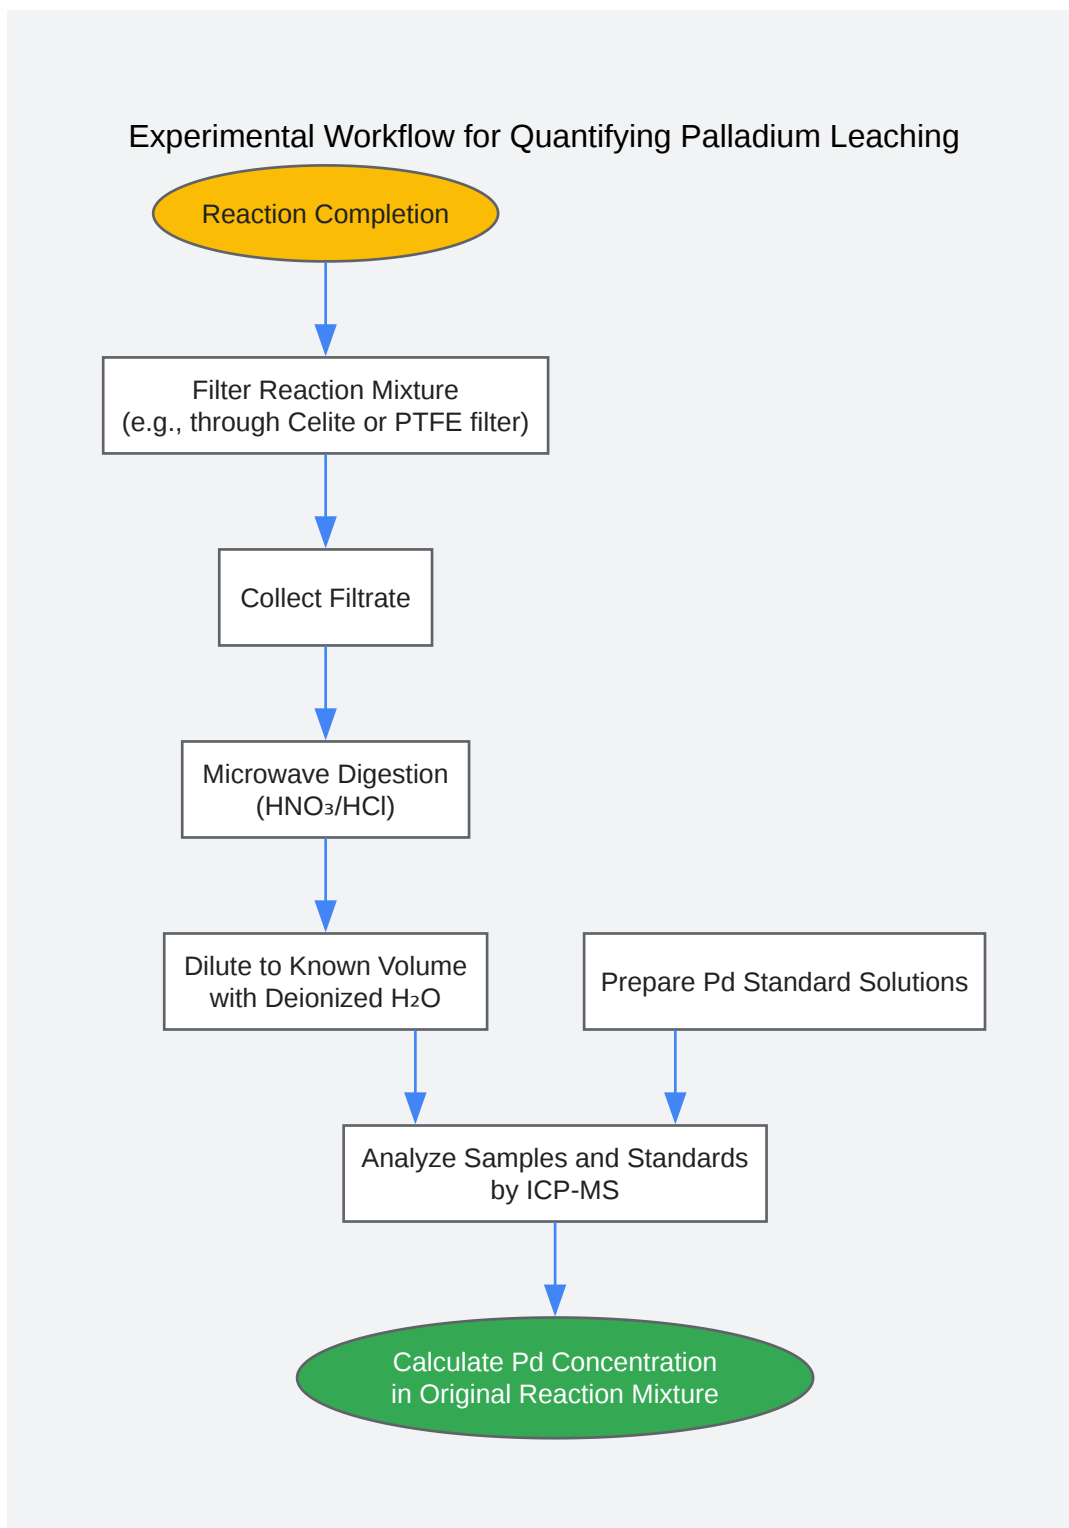 Experimental Workflow for Quantifying Palladium Leaching
Reaction Completion
Filter Reaction Mixture
(e.g., through Celite or PTFE filter)
Collect Filtrate
Microwave Digestion
(HNO₃/HCl)
Dilute to Known Volume
with Deionized H₂O
Prepare Pd Standard Solutions
Analyze Samples and Standards
by ICP-MS
Calculate Pd Concentration
in Original Reaction Mixture